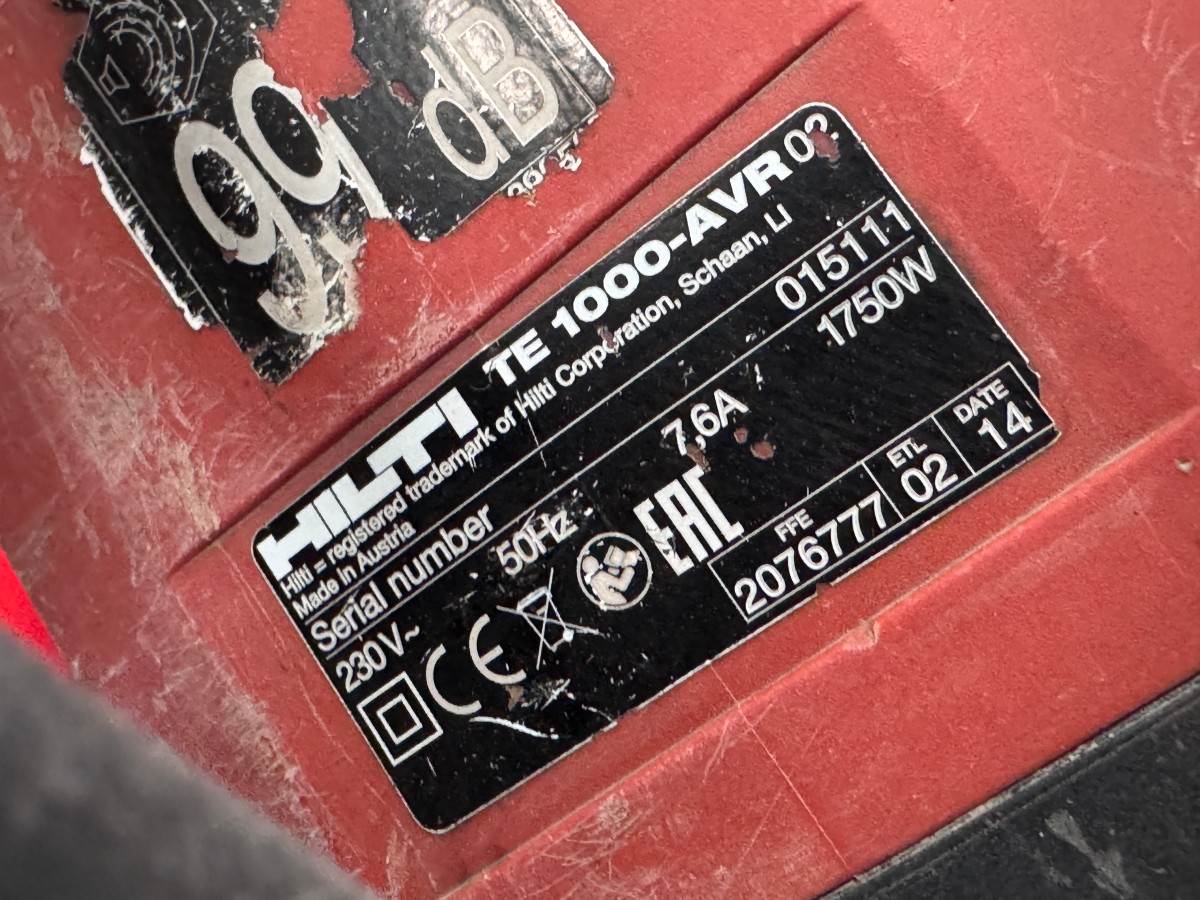 99 dB
HILTI TE 1000-AVR 02
Hilti = registered trademark of Hilti Corporation, Schaan, LI
Made in Austria
Serial number 015111
230V~ 50Hz 7,6A 1750W
CE EAC
FFE ETL DATE
2076777 02 14